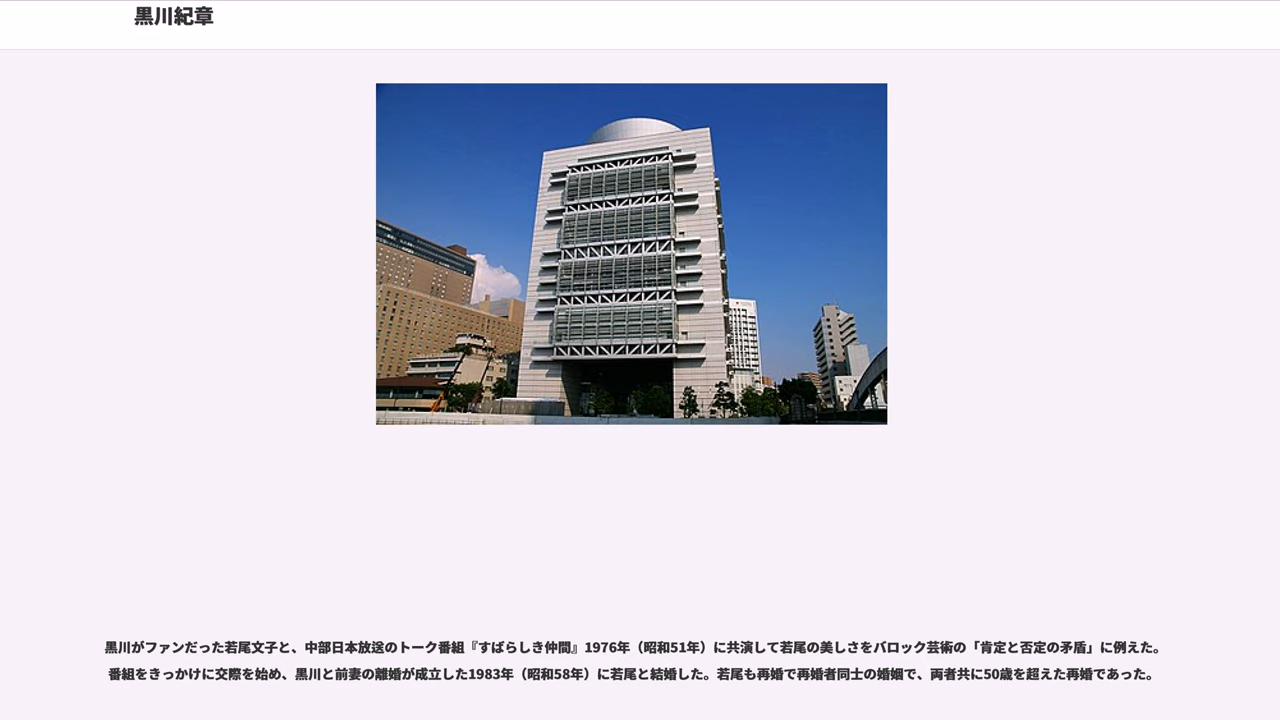 黒川紀章
黒川がファンだった若尾文子と、中部日本放送のトーク番組『すばらしき仲間』1976年（昭和51年）に共演して若尾の美しさをバロック芸術の「肯定と否定の矛盾」に例えた。
番組をきっかけに交際を始め、黒川と前妻の離婚が成立した1983年（昭和58年）に若尾と結婚した。若尾も再婚で再婚者同士の婚姻で、両者共に50歳を超えた再婚であった。